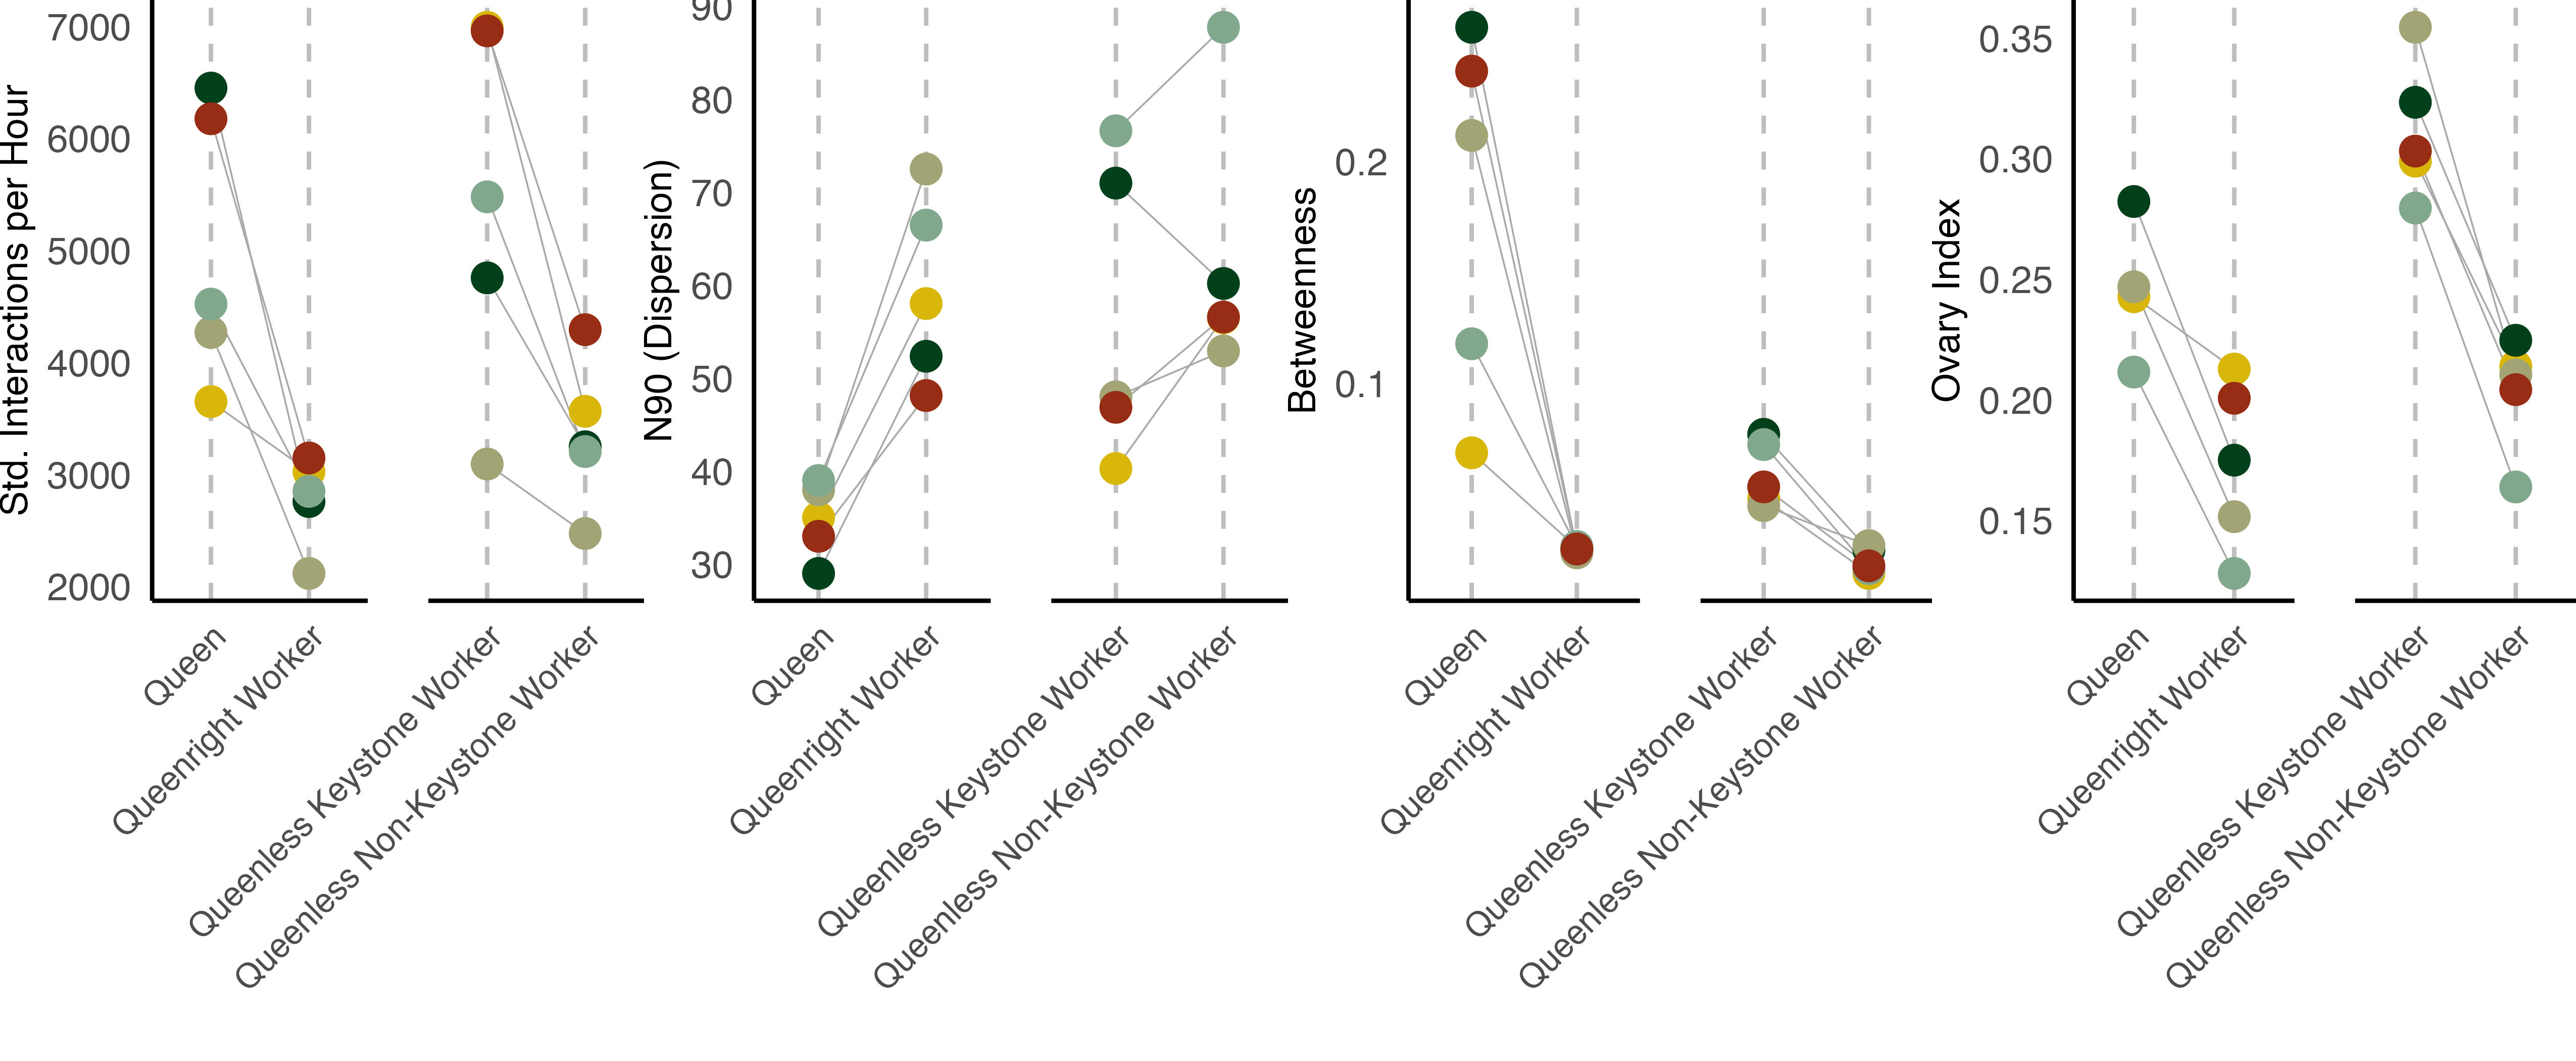 Std. Interactions per Hour
7000
6000
5000
4000
3000
2000
Queen
Queenright Worker
Queenless Keystone Worker
Queenless Non-Keystone Worker
N90 (Dispersion)
90
80
70
60
50
40
30
Queen
Queenright Worker
Queenless Keystone Worker
Queenless Non-Keystone Worker
Betweenness
0.2
0.1
Queen
Queenright Worker
Queenless Keystone Worker
Queenless Non-Keystone Worker
Ovary Index
0.35
0.30
0.25
0.20
0.15
Queen
Queenright Worker
Queenless Keystone Worker
Queenless Non-Keystone Worker